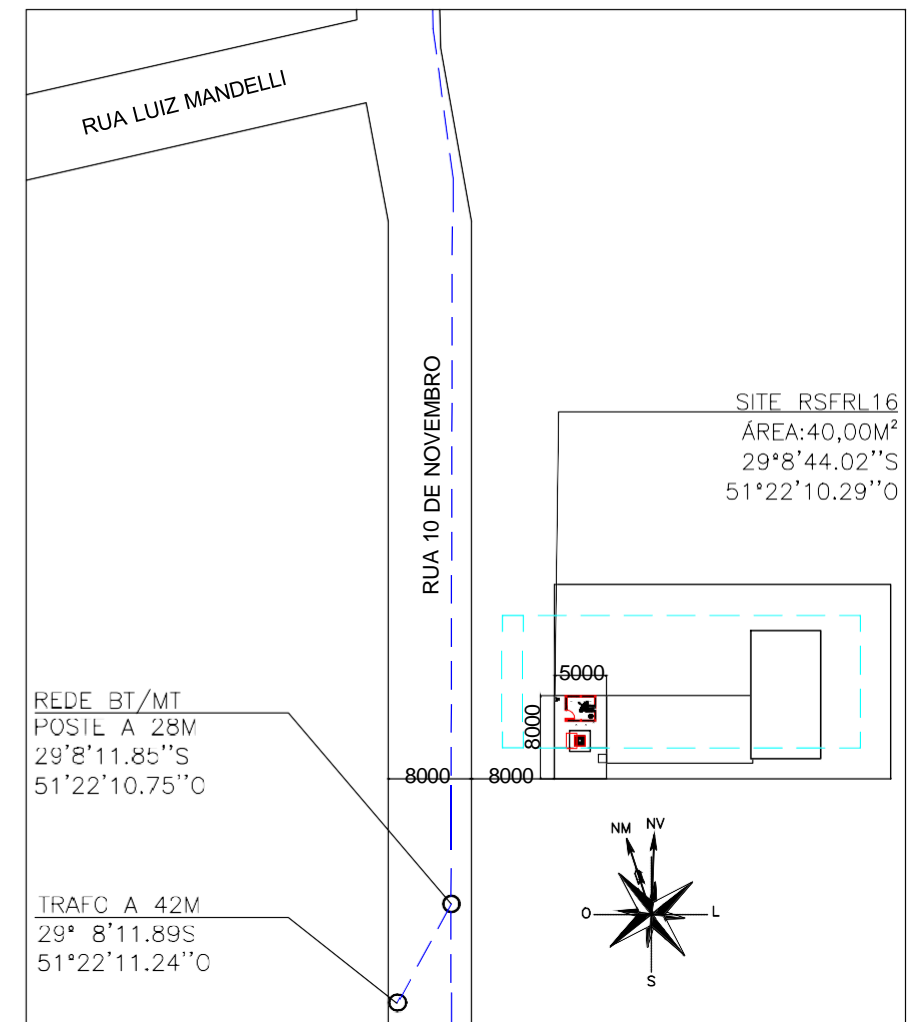 RUA LUIZ MANDELLI
RUA 10 DE NOVEMBRO
SITE RSFRL16
ÁREA:40,00M²
29°8'44.02''S
51°22'10.29''O
5000
8000
REDE BT/MT
POSTE A 28M
29'8'11.85''S
51'22'10.75''O
8000
8000
NM
NV
O
L
S
TRAFO A 42M
29° 8'11.89S
51°22'11.24''O